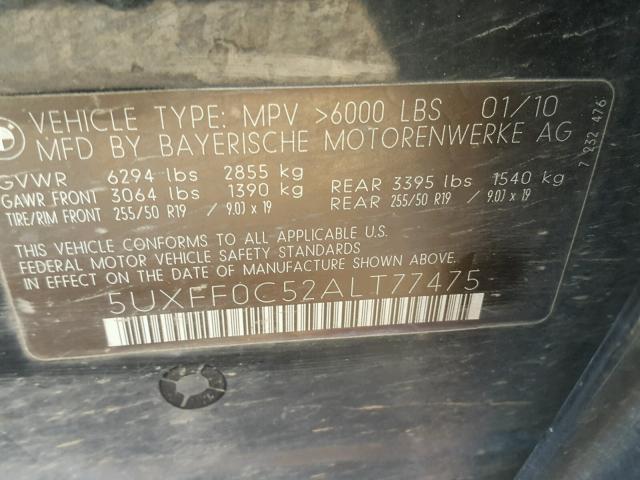 VEHICLE TYPE: MPV >6000 LBS 01/10
MFD BY BAYERISCHE MOTORENWERKE AG
7 232 476
GVWR 6294 lbs 2855 kg
GAWR FRONT 3064 lbs 1390 kg REAR 3395 lbs 1540 kg
TIRE/RIM FRONT 255/50 R19 / 9.0J x 19 REAR 255/50 R19 / 9.0J x 19
THIS VEHICLE CONFORMS TO ALL APPLICABLE U.S.
FEDERAL MOTOR VEHICLE SAFETY STANDARDS
IN EFFECT ON THE DATE OF MANUFACTURE SHOWN ABOVE.
5UXFF0C52ALT77475